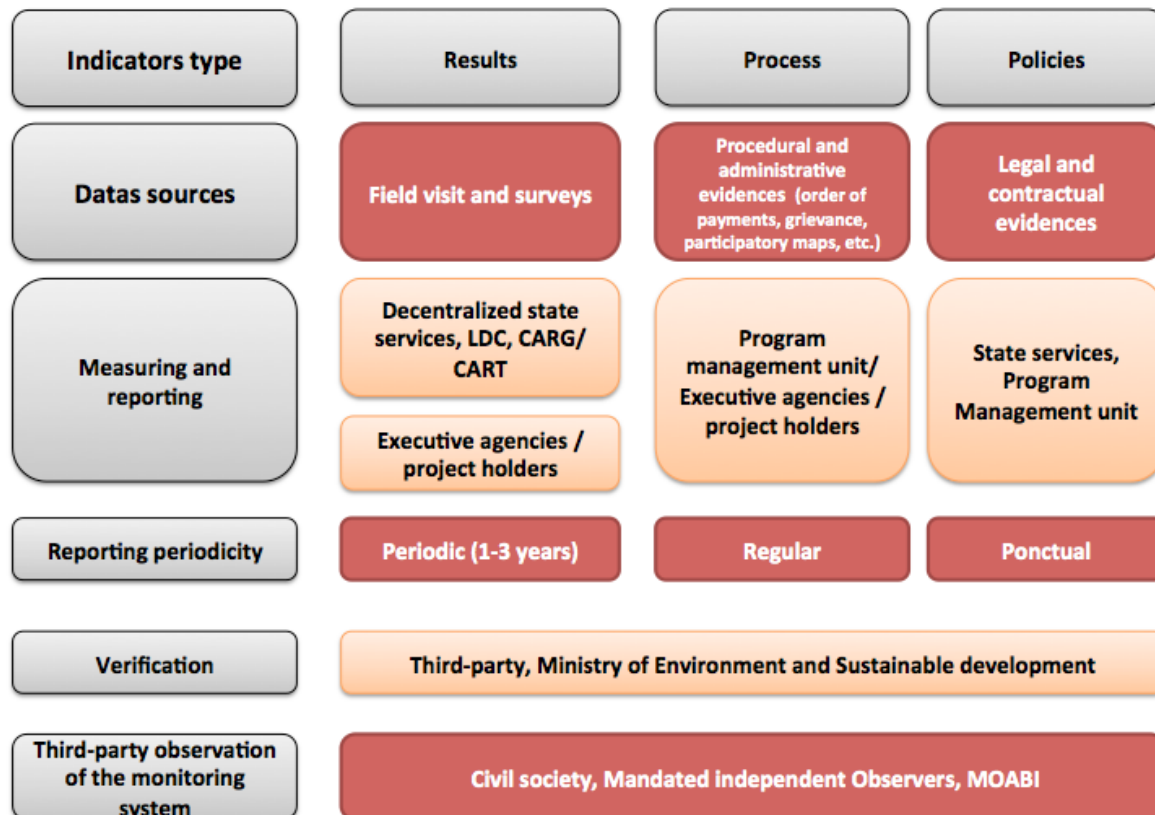 Indicators type
Results
Process
Policies
Datas sources
Field visit and surveys
Procedural and
administrative
evidences (order of
payments, grievance,
participatory maps, etc.)
Legal and
contractual
evidences
Measuring and
reporting
Decentralized state
services, LDC, CARG/
CART
Executive agencies /
project holders
Program
management unit/
Executive agencies /
project holders
State services,
Program
Management unit
Reporting periodicity
Periodic (1-3 years)
Regular
Ponctual
Verification
Third-party, Ministry of Environment and Sustainable development
Third-party observation
of the monitoring
system
Civil society, Mandated independent Observers, MOABI